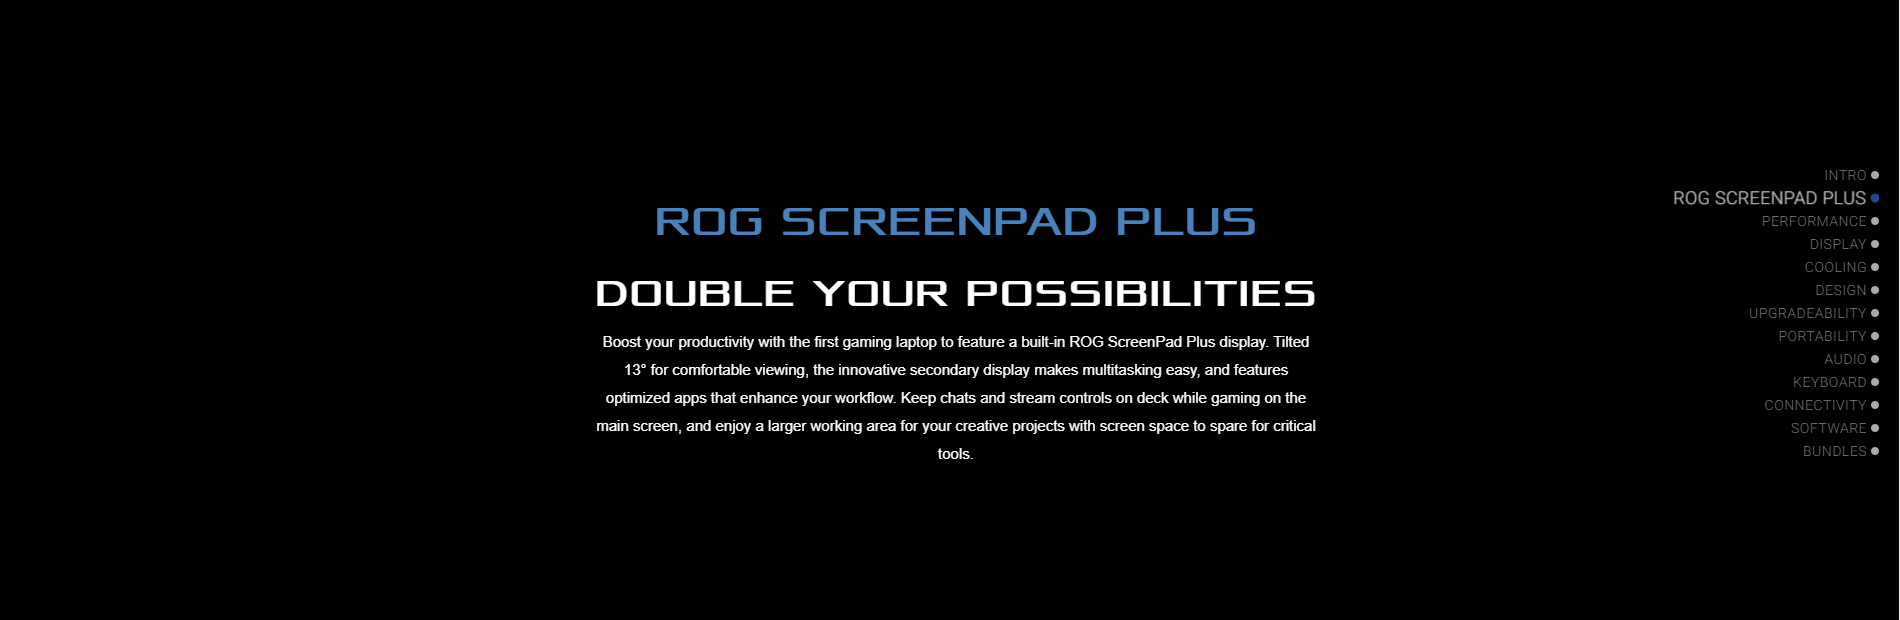 ROG SCREENPAD PLUS
DOUBLE YOUR POSSIBILITIES
Boost your productivity with the first gaming laptop to feature a built-in ROG ScreenPad Plus display. Tilted
13° for comfortable viewing, the innovative secondary display makes multitasking easy, and features
optimized apps that enhance your workflow. Keep chats and stream controls on deck while gaming on the
main screen, and enjoy a larger working area for your creative projects with screen space to spare for critical
tools.
INTRO
ROG SCREENPAD PLUS
PERFORMANCE
DISPLAY
COOLING
DESIGN
UPGRADEABILITY
PORTABILITY
AUDIO
KEYBOARD
CONNECTIVITY
SOFTWARE
BUNDLES